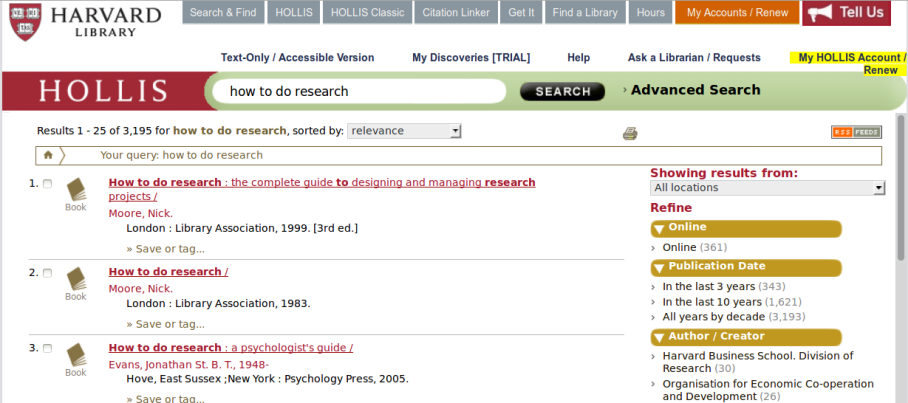 HARVARD
LIBRARY
Search & Find HOLLIS HOLLIS Classic Citation Linker Get It Find a Library Hours My Accounts / Renew Tell Us
Text-Only / Accessible Version My Discoveries [TRIAL] Help Ask a Librarian / Requests My HOLLIS Account /
Renew
HOLLIS how to do research SEARCH › Advanced Search
Results 1 - 25 of 3,195 for how to do research, sorted by: relevance
RSS FEEDS
Your query: how to do research
1. Book
How to do research : the complete guide to designing and managing research
projects /
Moore, Nick.
London : Library Association, 1999. [3rd ed.]
» Save or tag...
2. Book
How to do research /
Moore, Nick.
London : Library Association, 1983.
» Save or tag...
3. Book
How to do research : a psychologist's guide /
Evans, Jonathan St. B. T., 1948-
Hove, East Sussex ;New York : Psychology Press, 2005.
» Save or tag...
Showing results from:
All locations
Refine
Online
› Online (361)
Publication Date
› In the last 3 years (343)
› In the last 10 years (1,621)
› All years by decade (3,193)
Author / Creator
› Harvard Business School. Division of
Research (30)
› Organisation for Economic Co-operation
and Development (26)